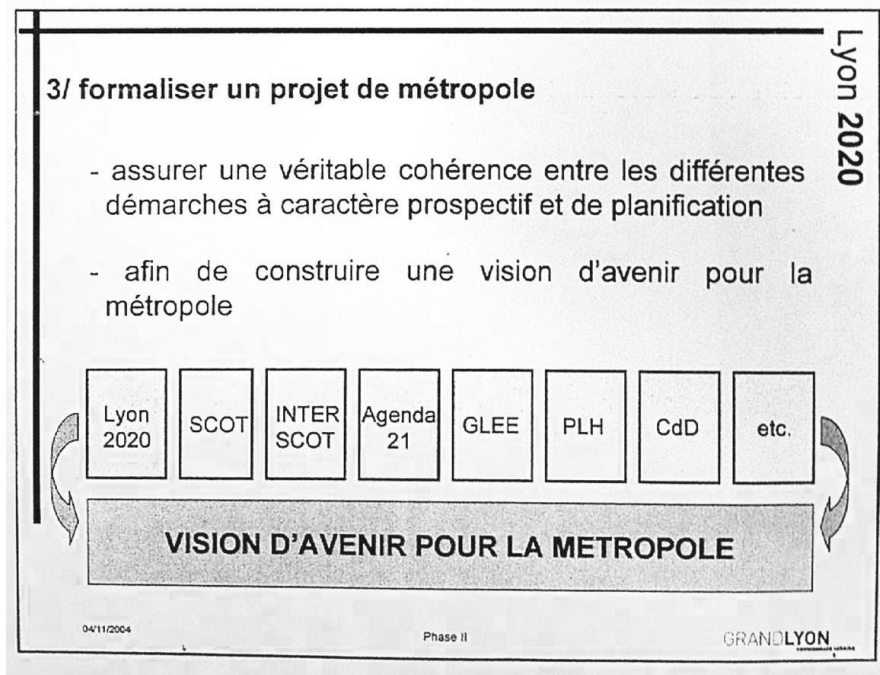 Lyon 2020
3/ formaliser un projet de métropole
- assurer une véritable cohérence entre les différentes
démarches à caractère prospectif et de planification
- afin de construire une vision d'avenir pour la
métropole
Lyon
2020
SCOT
INTER
SCOT
Agenda
21
GLEE
PLH
CdD
etc.
VISION D'AVENIR POUR LA METROPOLE
04/11/2004
Phase II
GRANDLYON